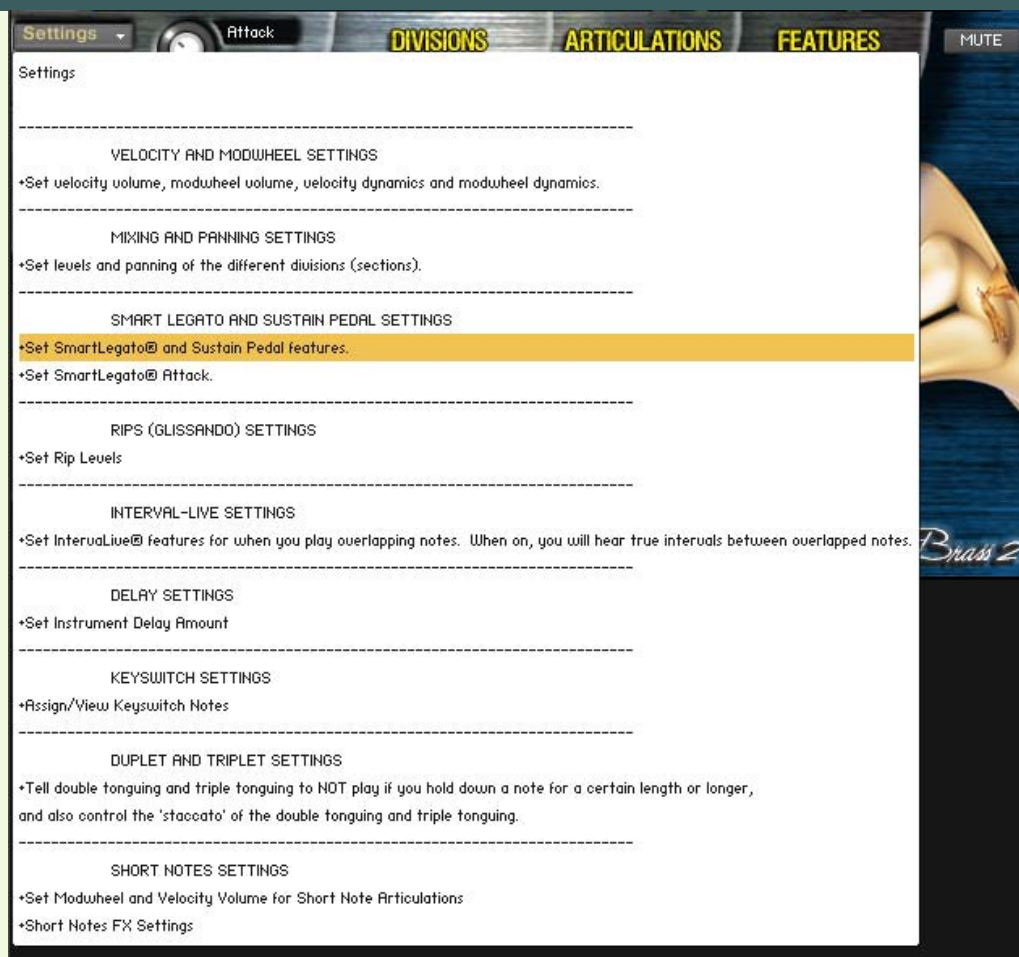 Settings
Attack
DIVISIONS
ARTICULATIONS
FEATURES
MUTE
Settings
--------------------------------------------------------------------------
VELOCITY AND MODWHEEL SETTINGS
+Set velocity volume, modwheel volume, velocity dynamics and modwheel dynamics.
--------------------------------------------------------------------------
MIXING AND PANNING SETTINGS
+Set levels and panning of the different divisions (sections).
--------------------------------------------------------------------------
SMART LEGATO AND SUSTAIN PEDAL SETTINGS
+Set SmartLegato® and Sustain Pedal features.
+Set SmartLegato® Attack.
--------------------------------------------------------------------------
RIPS (GLISSANDO) SETTINGS
+Set Rip Levels
--------------------------------------------------------------------------
INTERVAL-LIVE SETTINGS
+Set IntervaLive® features for when you play overlapping notes.  When on, you will hear true intervals between overlapped notes.
Brass 2
--------------------------------------------------------------------------
DELAY SETTINGS
+Set Instrument Delay Amount
--------------------------------------------------------------------------
KEYSWITCH SETTINGS
+Assign/View Keyswitch Notes
--------------------------------------------------------------------------
DUPLET AND TRIPLET SETTINGS
+Tell double tonguing and triple tonguing to NOT play if you hold down a note for a certain length or longer,
and also control the 'staccato' of the double tonguing and triple tonguing.
--------------------------------------------------------------------------
SHORT NOTES SETTINGS
+Set Modwheel and Velocity Volume for Short Note Articulations
+Short Notes FX Settings